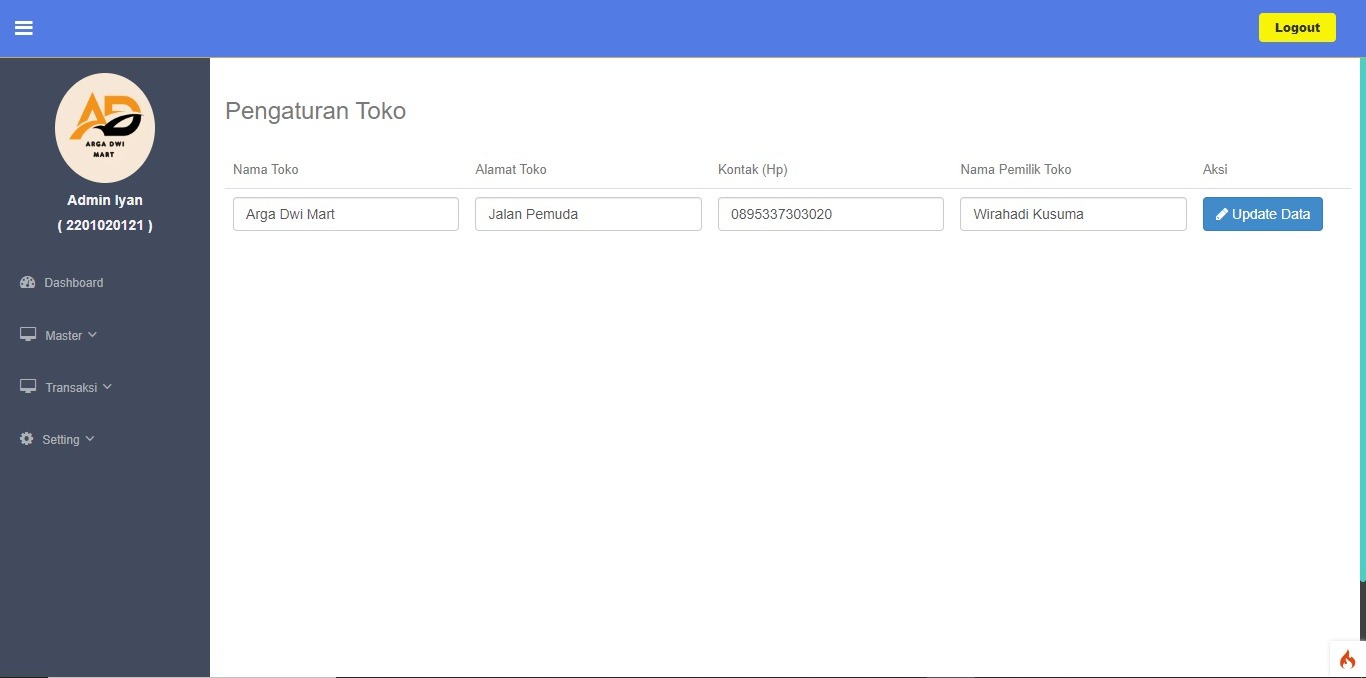 Logout
AD
ARGA DWI
MART
Admin Iyan
( 2201020121 )
Dashboard
Master
Transaksi
Setting
Pengaturan Toko
Nama Toko Alamat Toko Kontak (Hp) Nama Pemilik Toko Aksi
Arga Dwi Mart Jalan Pemuda 0895337303020 Wirahadi Kusuma Update Data